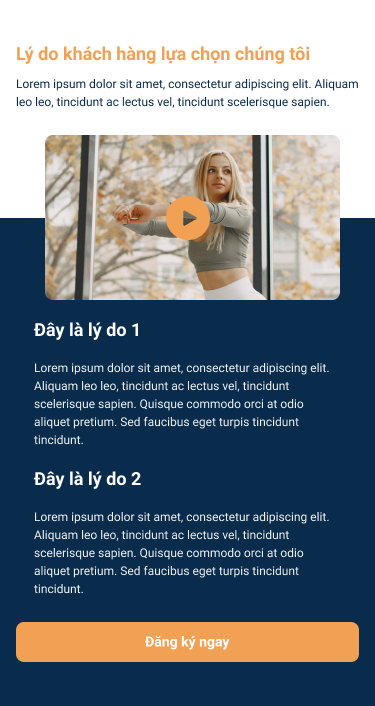 Lý do khách hàng lựa chọn chúng tôi
Lorem ipsum dolor sit amet, consectetur adipiscing elit. Aliquam
leo leo, tincidunt ac lectus vel, tincidunt scelerisque sapien.
Đây là lý do 1
Lorem ipsum dolor sit amet, consectetur adipiscing elit.
Aliquam leo leo, tincidunt ac lectus vel, tincidunt
scelerisque sapien. Quisque commodo orci at odio
aliquet pretium. Sed faucibus eget turpis tincidunt
tincidunt.
Đây là lý do 2
Lorem ipsum dolor sit amet, consectetur adipiscing elit.
Aliquam leo leo, tincidunt ac lectus vel, tincidunt
scelerisque sapien. Quisque commodo orci at odio
aliquet pretium. Sed faucibus eget turpis tincidunt
tincidunt.
Đăng ký ngay